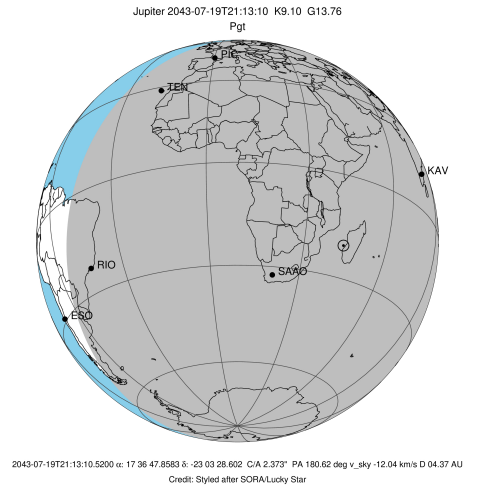 Jupiter 2043-07-19T21:13:10 K9.10 G13.76
Pgt
PIC
TEN
KAV
RIO
SAAO
ESO
2043-07-19T21:13:10.5200 α: 17 36 47.8583 δ: -23 03 28.602 C/A 2.373" PA 180.62 deg v_sky -12.04 km/s D 04.37 AU
Credit: Styled after SORA/Lucky Star